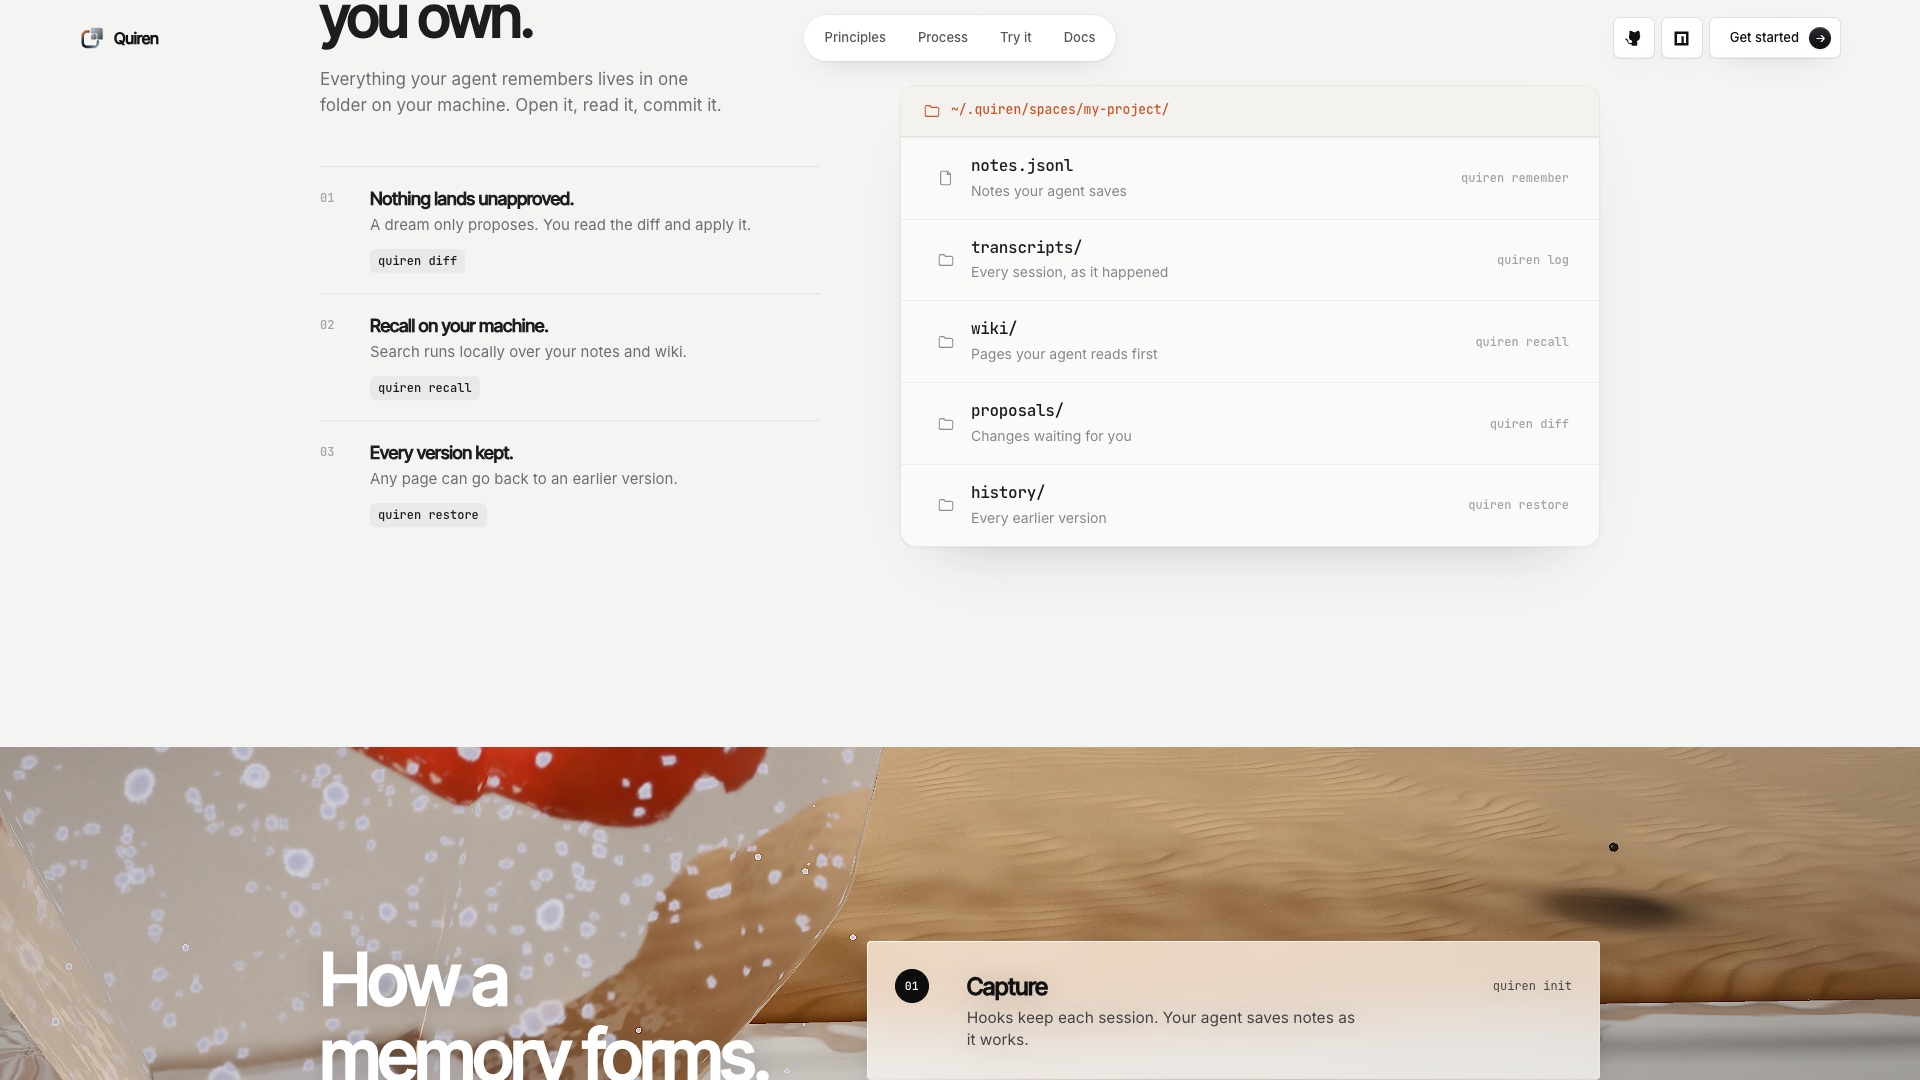 Quiren
Principles
Process
Try it
Docs
Get started
you own.
Everything your agent remembers lives in one
folder on your machine. Open it, read it, commit it.
01
Nothing lands unapproved.
A dream only proposes. You read the diff and apply it.
quiren diff
02
Recall on your machine.
Search runs locally over your notes and wiki.
quiren recall
03
Every version kept.
Any page can go back to an earlier version.
quiren restore
~/.quiren/spaces/my-project/
notes.jsonl
Notes your agent saves
quiren remember
transcripts/
Every session, as it happened
quiren log
wiki/
Pages your agent reads first
quiren recall
proposals/
Changes waiting for you
quiren diff
history/
Every earlier version
quiren restore
How a
memory forms.
01
Capture
quiren init
Hooks keep each session. Your agent saves notes as
it works.